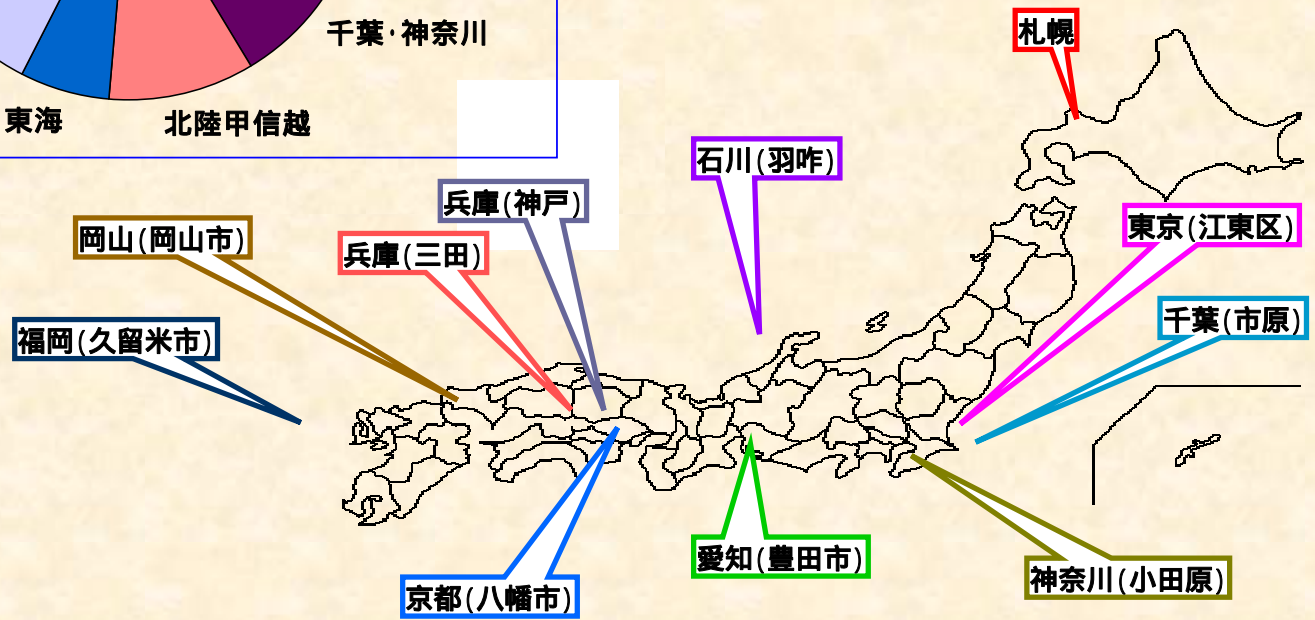 千葉・神奈川
東海
北陸甲信越
札幌
石川(羽咋)
兵庫(神戸)
東京(江東区)
岡山(岡山市)
兵庫(三田)
千葉(市原)
福岡(久留米市)
愛知(豊田市)
神奈川(小田原)
京都(八幡市)